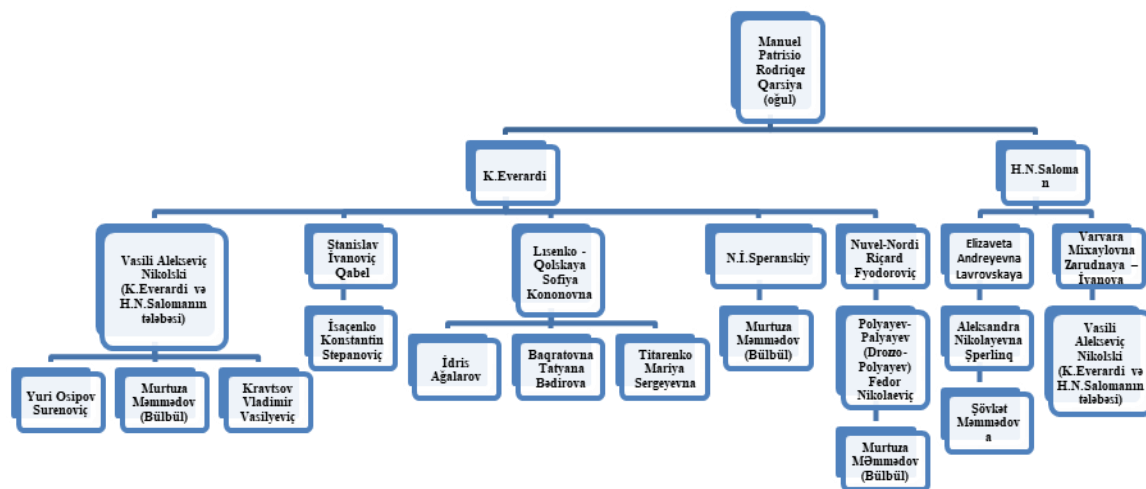 Manuel
Patrisio
Rodriqez
Qarsiya
(oğul)
K.Everardi
H.N.Saloma
n
Vasili Alekseviç
Nikolski
(K.Everardi və
H.N.Salomanın
tələbəsi)
Stanislav
İvanoviç
Qabel
Lısenko -
Qolskaya
Sofiya
Kononovna
N.İ.Speranskiy
Nuvel-Nordi
Riçard
Fyodoroviç
Elizaveta
Andreyevna
Lavrovskaya
Varvara
Mixaylovna
Zarudnaya –
İvanova
Yuri Osipov
Surenoviç
Murtuza
Məmmədov
(Bülbül)
Kravtsov
Vladimir
Vasilyeviç
İsaçenko
Konstantin
Stepanoviç
İdris
Ağalarov
Baqratovna
Tatyana
Bədirova
Titarenko
Mariya
Sergeyevna
Murtuza
Məmmədov
(Bülbül)
Polyayev-
Palyayev
(Drozzo-
Polyayev)
Fedor
Nikolaeviç
Murtuza
MƏmmədov
(Bülbül)
Aleksandra
Nikolayevna
Şperlinq
Şövkət
Məmmədov
a
Vasili
Alekseviç
Nikolski
(K.Everardi və
H.N.Salomanın
tələbəsi)